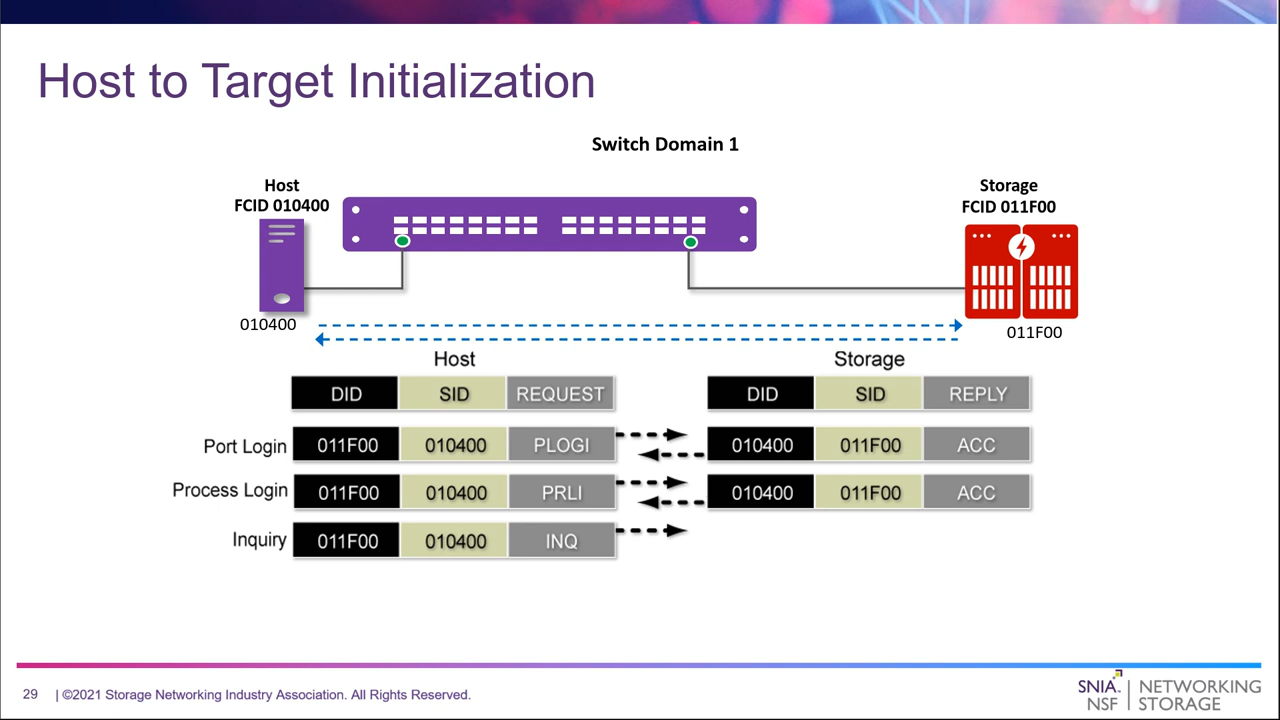 Host to Target Initialization
Switch Domain 1
Host
FCID 010400
Storage
FCID 011F00
010400
011F00
Host
Storage
DID SID REQUEST
DID SID REPLY
Port Login 011F00 010400 PLOGI
010400 011F00 ACC
Process Login 011F00 010400 PRLI
010400 011F00 ACC
Inquiry 011F00 010400 INQ
29 | ©2021 Storage Networking Industry Association. All Rights Reserved.
SNIA. | NETWORKING
NSF | STORAGE